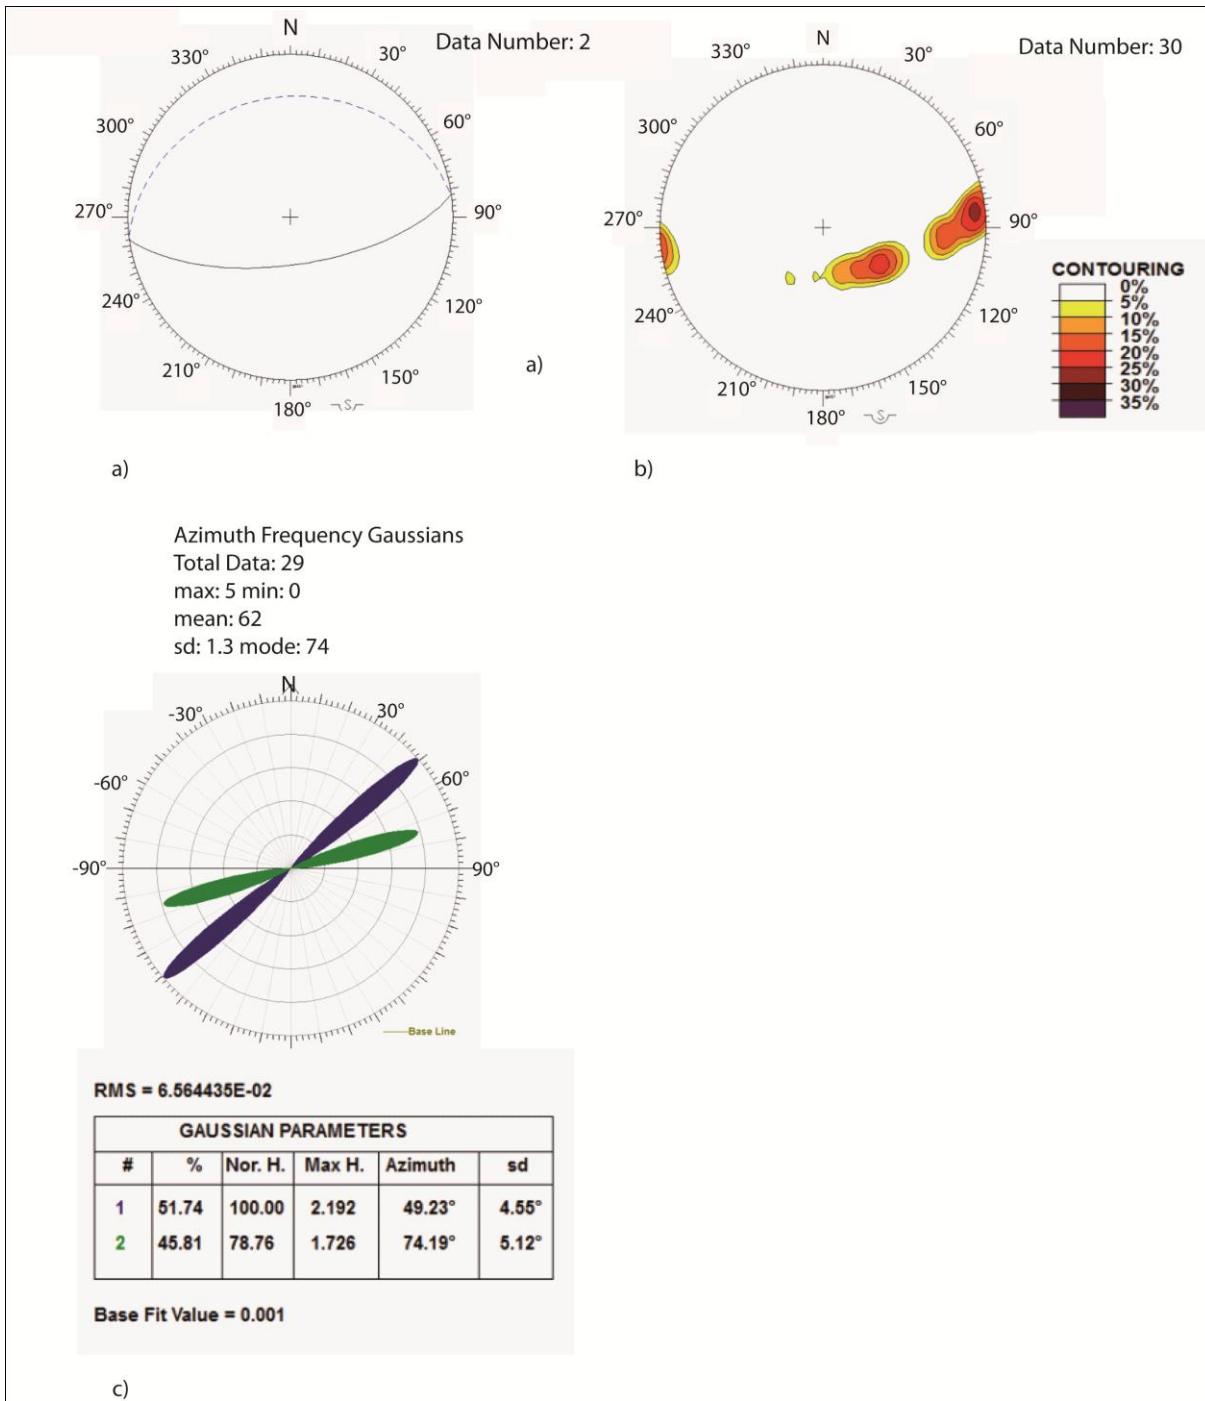 N
Data Number: 2
330°
30°
300°
60°
270°
90°
240°
120°
210°
150°
180°
S
a)
N
Data Number: 30
330°
30°
300°
60°
270°
90°
240°
120°
210°
150°
180°
S
a)
b)
CONTOURING
0%
5%
10%
15%
20%
25%
30%
35%
Azimuth Frequency Gaussians
Total Data: 29
max: 5 min: 0
mean: 62
sd: 1.3 mode: 74
N
-30°
30°
-60°
60°
-90°
90°
Base Line
RMS = 6.564435E-02
GAUSSIAN PARAMETERS
# % Nor. H. Max H. Azimuth sd
1 51.74 100.00 2.192 49.23° 4.55°
2 45.81 78.76 1.726 74.19° 5.12°
Base Fit Value = 0.001
c)